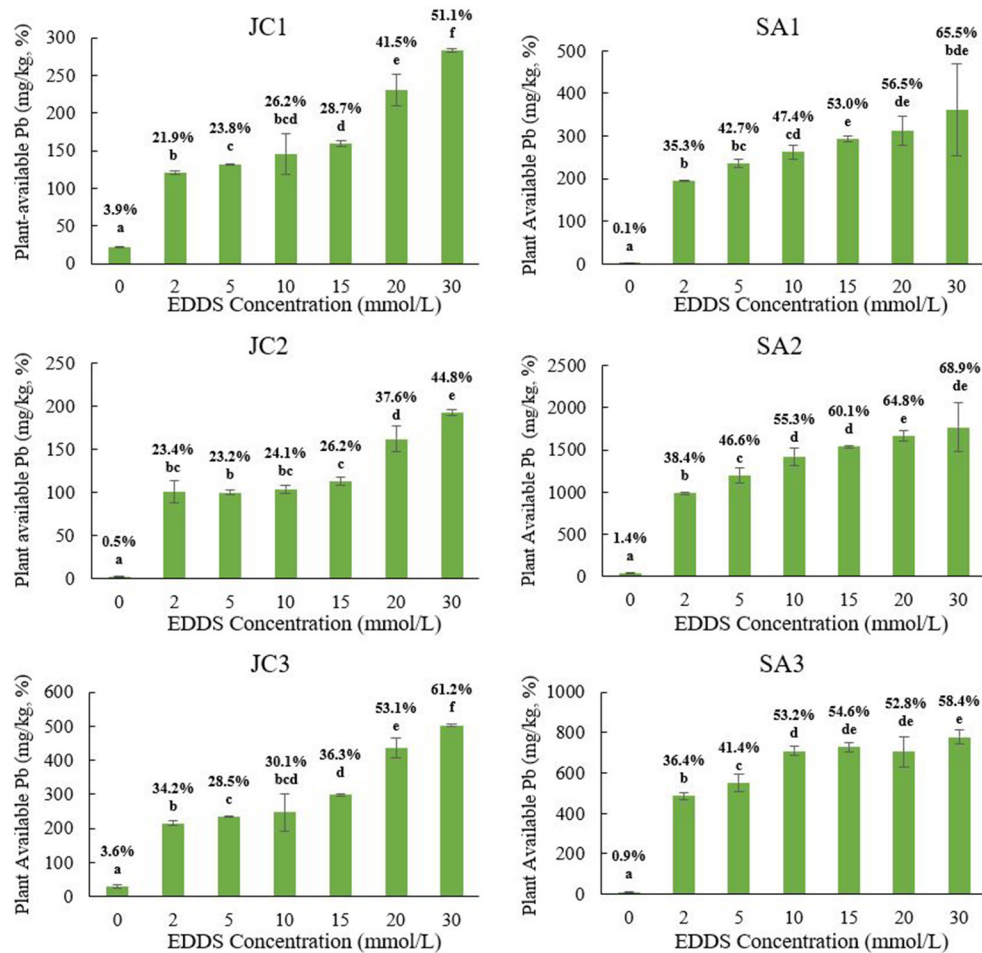 JC1
Plant-available Pb (mg/kg, %)
300
250
200
150
100
50
0
3.9%
a
21.9%
b
23.8%
c
26.2%
bcd
28.7%
d
41.5%
e
51.1%
f
0 2 5 10 15 20 30
EDDS Concentration (mmol/L)
SA1
Plant Available Pb (mg/kg, %)
500
400
300
200
100
0
0.1%
a
35.3%
b
42.7%
bc
47.4%
cd
53.0%
e
56.5%
de
65.5%
bde
0 2 5 10 15 20 30
EDDS Concentration (mmol/L)
JC2
Plant available Pb (mg/kg, %)
250
200
150
100
50
0
0.5%
a
23.4%
bc
23.2%
b
24.1%
bc
26.2%
c
37.6%
d
44.8%
e
0 2 5 10 15 20 30
EDDS Concentration (mmol/L)
SA2
Plant Available Pb (mg/kg, %)
2500
2000
1500
1000
500
0
1.4%
a
38.4%
b
46.6%
c
55.3%
d
60.1%
d
64.8%
e
68.9%
de
0 2 5 10 15 20 30
EDDS Concentration (mmol/L)
JC3
Plant Available Pb (mg/kg, %)
600
500
400
300
200
100
0
3.6%
a
34.2%
b
28.5%
c
30.1%
bcd
36.3%
d
53.1%
e
61.2%
f
0 2 5 10 15 20 30
EDDS Concentration (mmol/L)
SA3
Plant Available Pb (mg/kg, %)
1000
800
600
400
200
0
0.9%
a
36.4%
b
41.4%
c
53.2%
d
54.6%
de
52.8%
de
58.4%
e
0 2 5 10 15 20 30
EDDS Concentration (mmol/L)